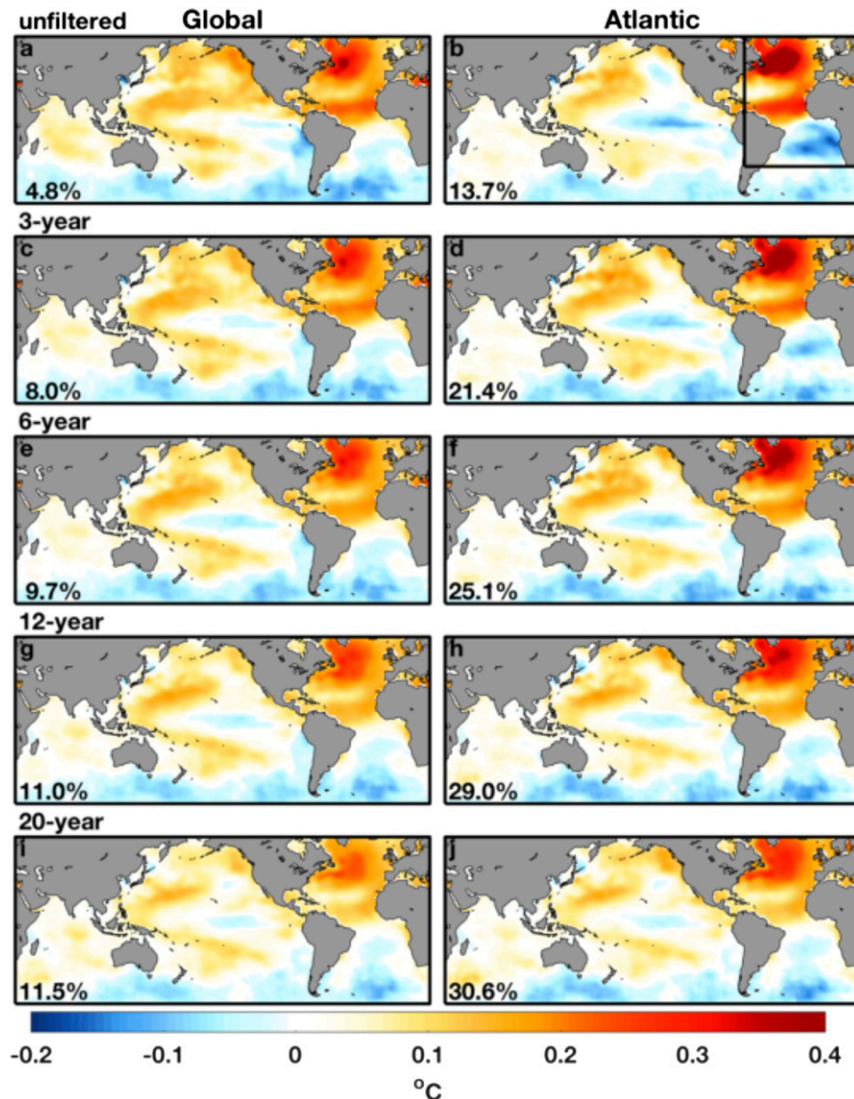 unfiltered Global Atlantic
a b
4.8% 13.7%
3-year
c d
8.0% 21.4%
6-year
e f
9.7% 25.1%
12-year
g h
11.0% 29.0%
20-year
i j
11.5% 30.6%
-0.2 -0.1 0 0.1 0.2 0.3 0.4
°C